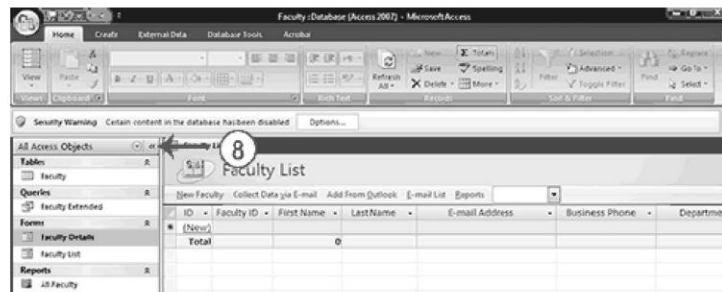 Faculty : Database (Access 2007) - Microsoft Access
Home Create External Data Database Tools Acrobat
View Paste B I U A Refresh All New Save Delete Totals Spelling More Filter Selection Advanced Toggle Filter Find Replace Go To Select
Views Clipboard Font Rich Text Records Sort & Filter Find
Security Warning Certain content in the database has been disabled Options...
All Access Objects
8
Faculty Li
Tables
Faculty
Queries
Faculty Extended
Forms
Faculty Details
Faculty List
Reports
All Faculty
Faculty List
New Faculty Collect Data via E-mail Add From Outlook E-mail List Reports
ID Faculty ID First Name Last Name E-mail Address Business Phone Departme
* (New)
Total 0